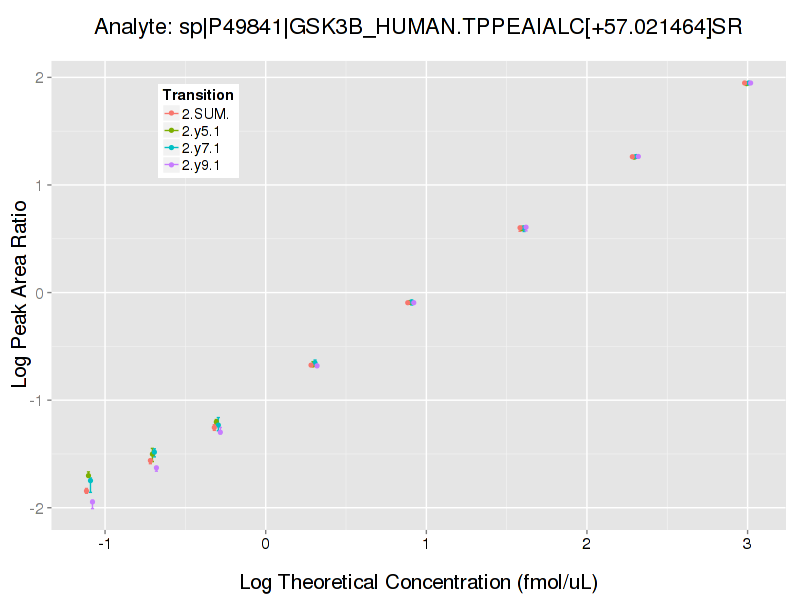 Analyte: sp|P49841|GSK3B_HUMAN.TPPEAIALC[+57.021464]SR
Transition
2.SUM.
2.y5.1
2.y7.1
2.y9.1
Log Peak Area Ratio
2
1
0
-1
-2
-1 0 1 2 3
Log Theoretical Concentration (fmol/uL)